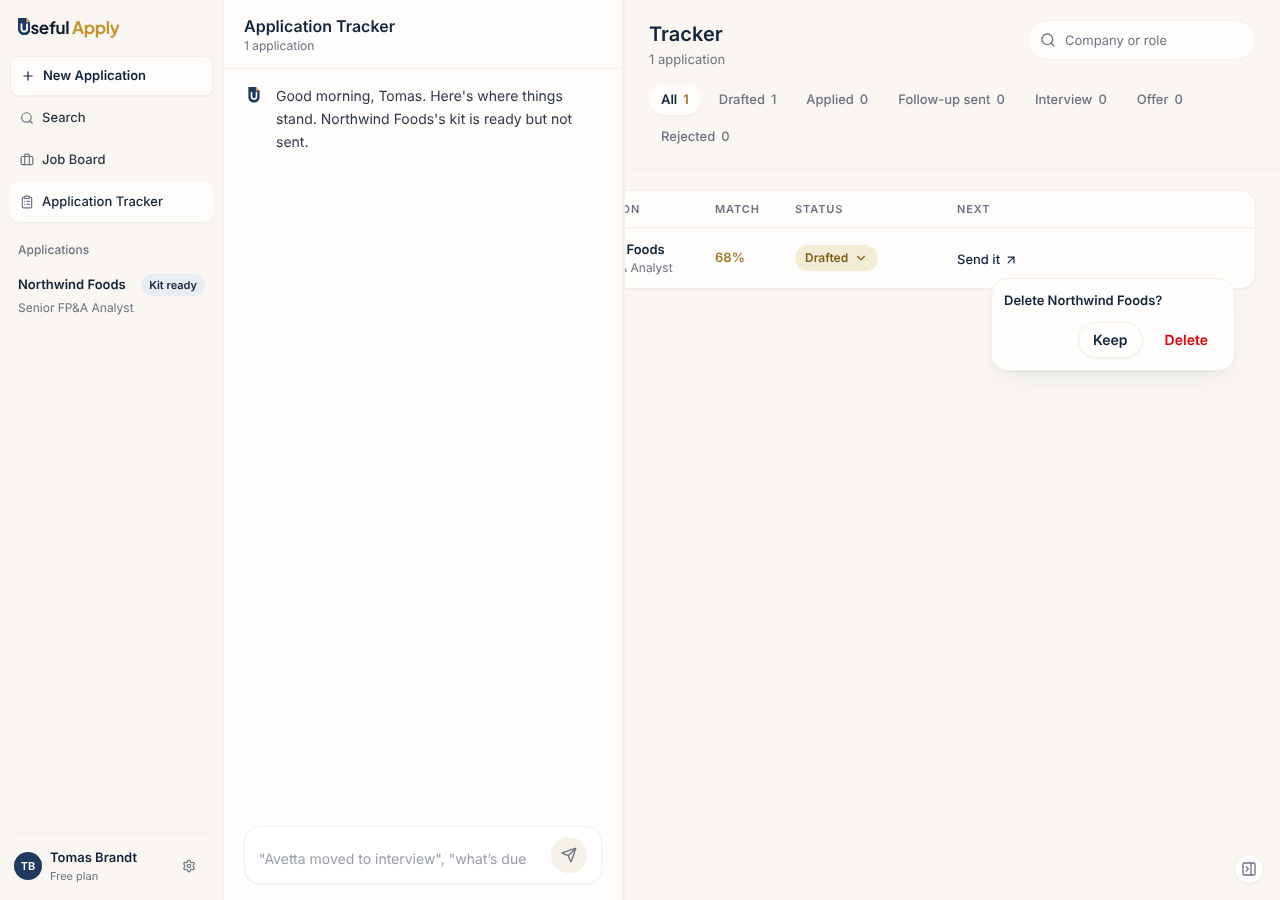 Useful Apply
New Application
Search
Job Board
Application Tracker
Applications
Northwind Foods
Kit ready
Senior FP&A Analyst
TB
Tomas Brandt
Free plan
Application Tracker
1 application
Good morning, Tomas. Here's where things
stand. Northwind Foods's kit is ready but not
sent.
"Avetta moved to interview", "what's due
Tracker
1 application
Company or role
All 1
Drafted 1
Applied 0
Follow-up sent 0
Interview 0
Offer 0
Rejected 0
ON
MATCH
STATUS
NEXT
Foods
Analyst
68%
Drafted
Send it
Delete Northwind Foods?
Keep
Delete